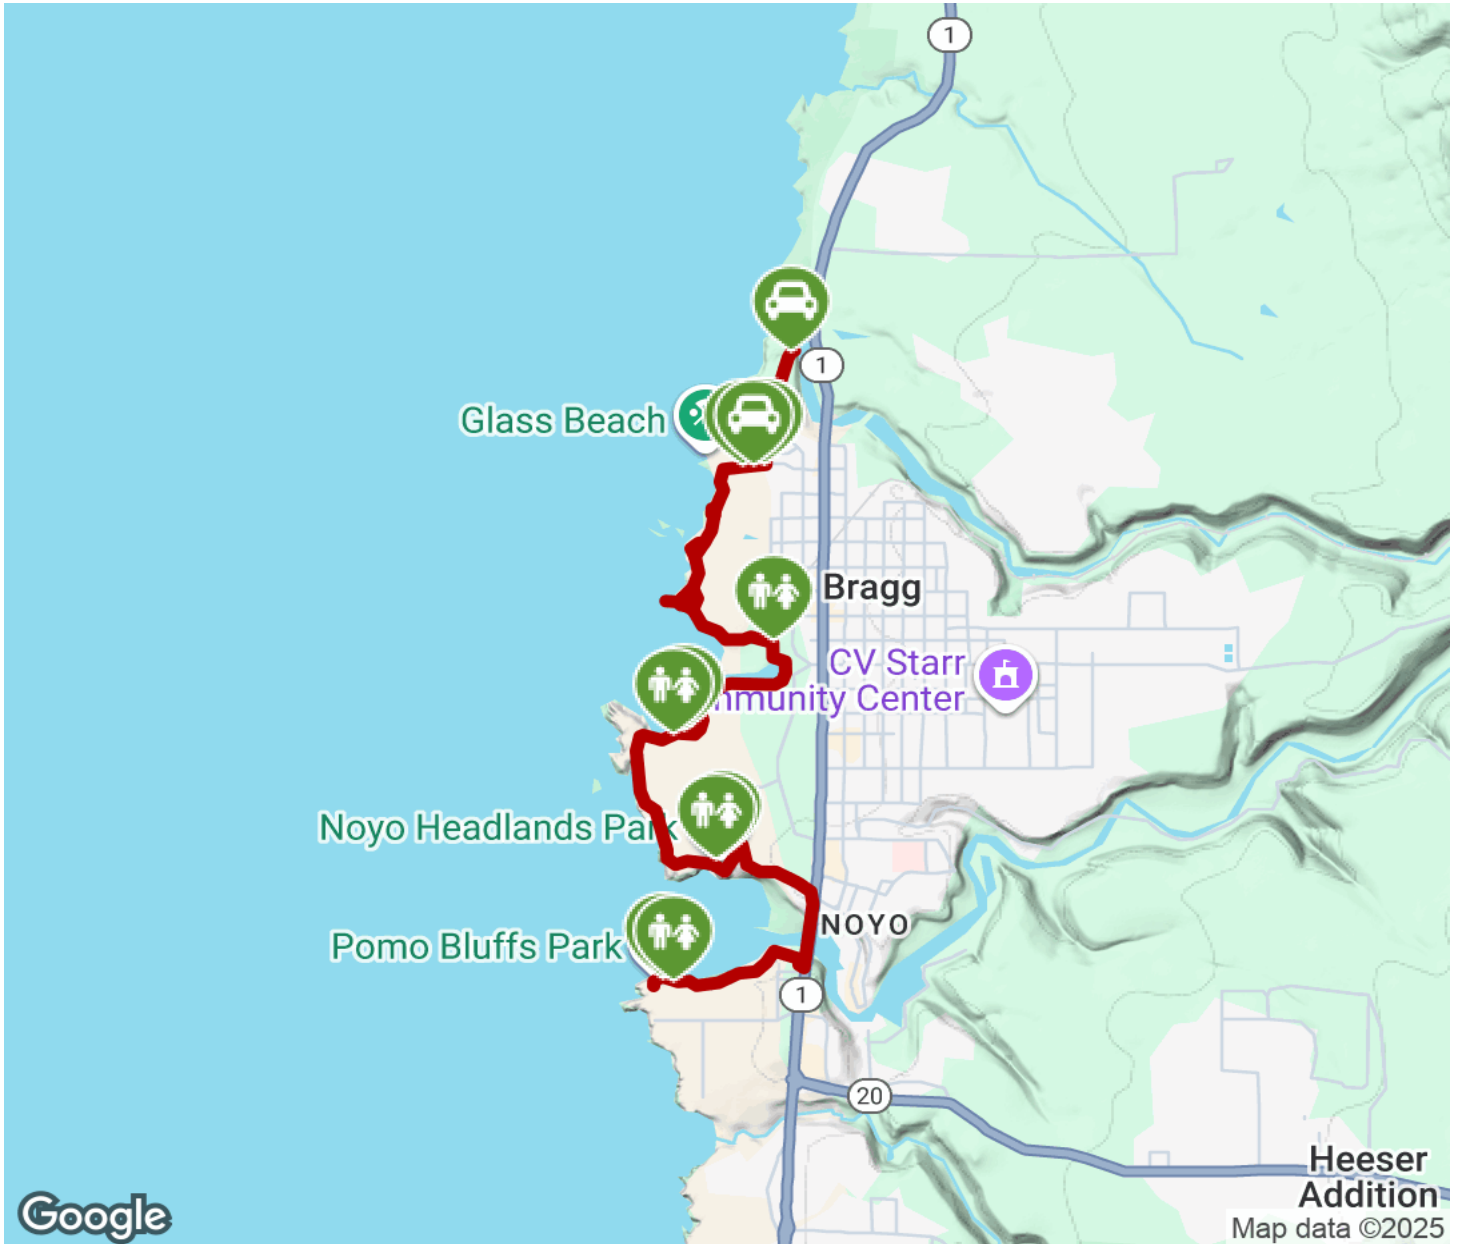 1
1
Glass Beach
Bragg
CV Starr
mmunity Center
Noyo Headlands Park
NOYO
Pomo Bluffs Park
1
20
Heeser
Addition
Google
Map data ©2025